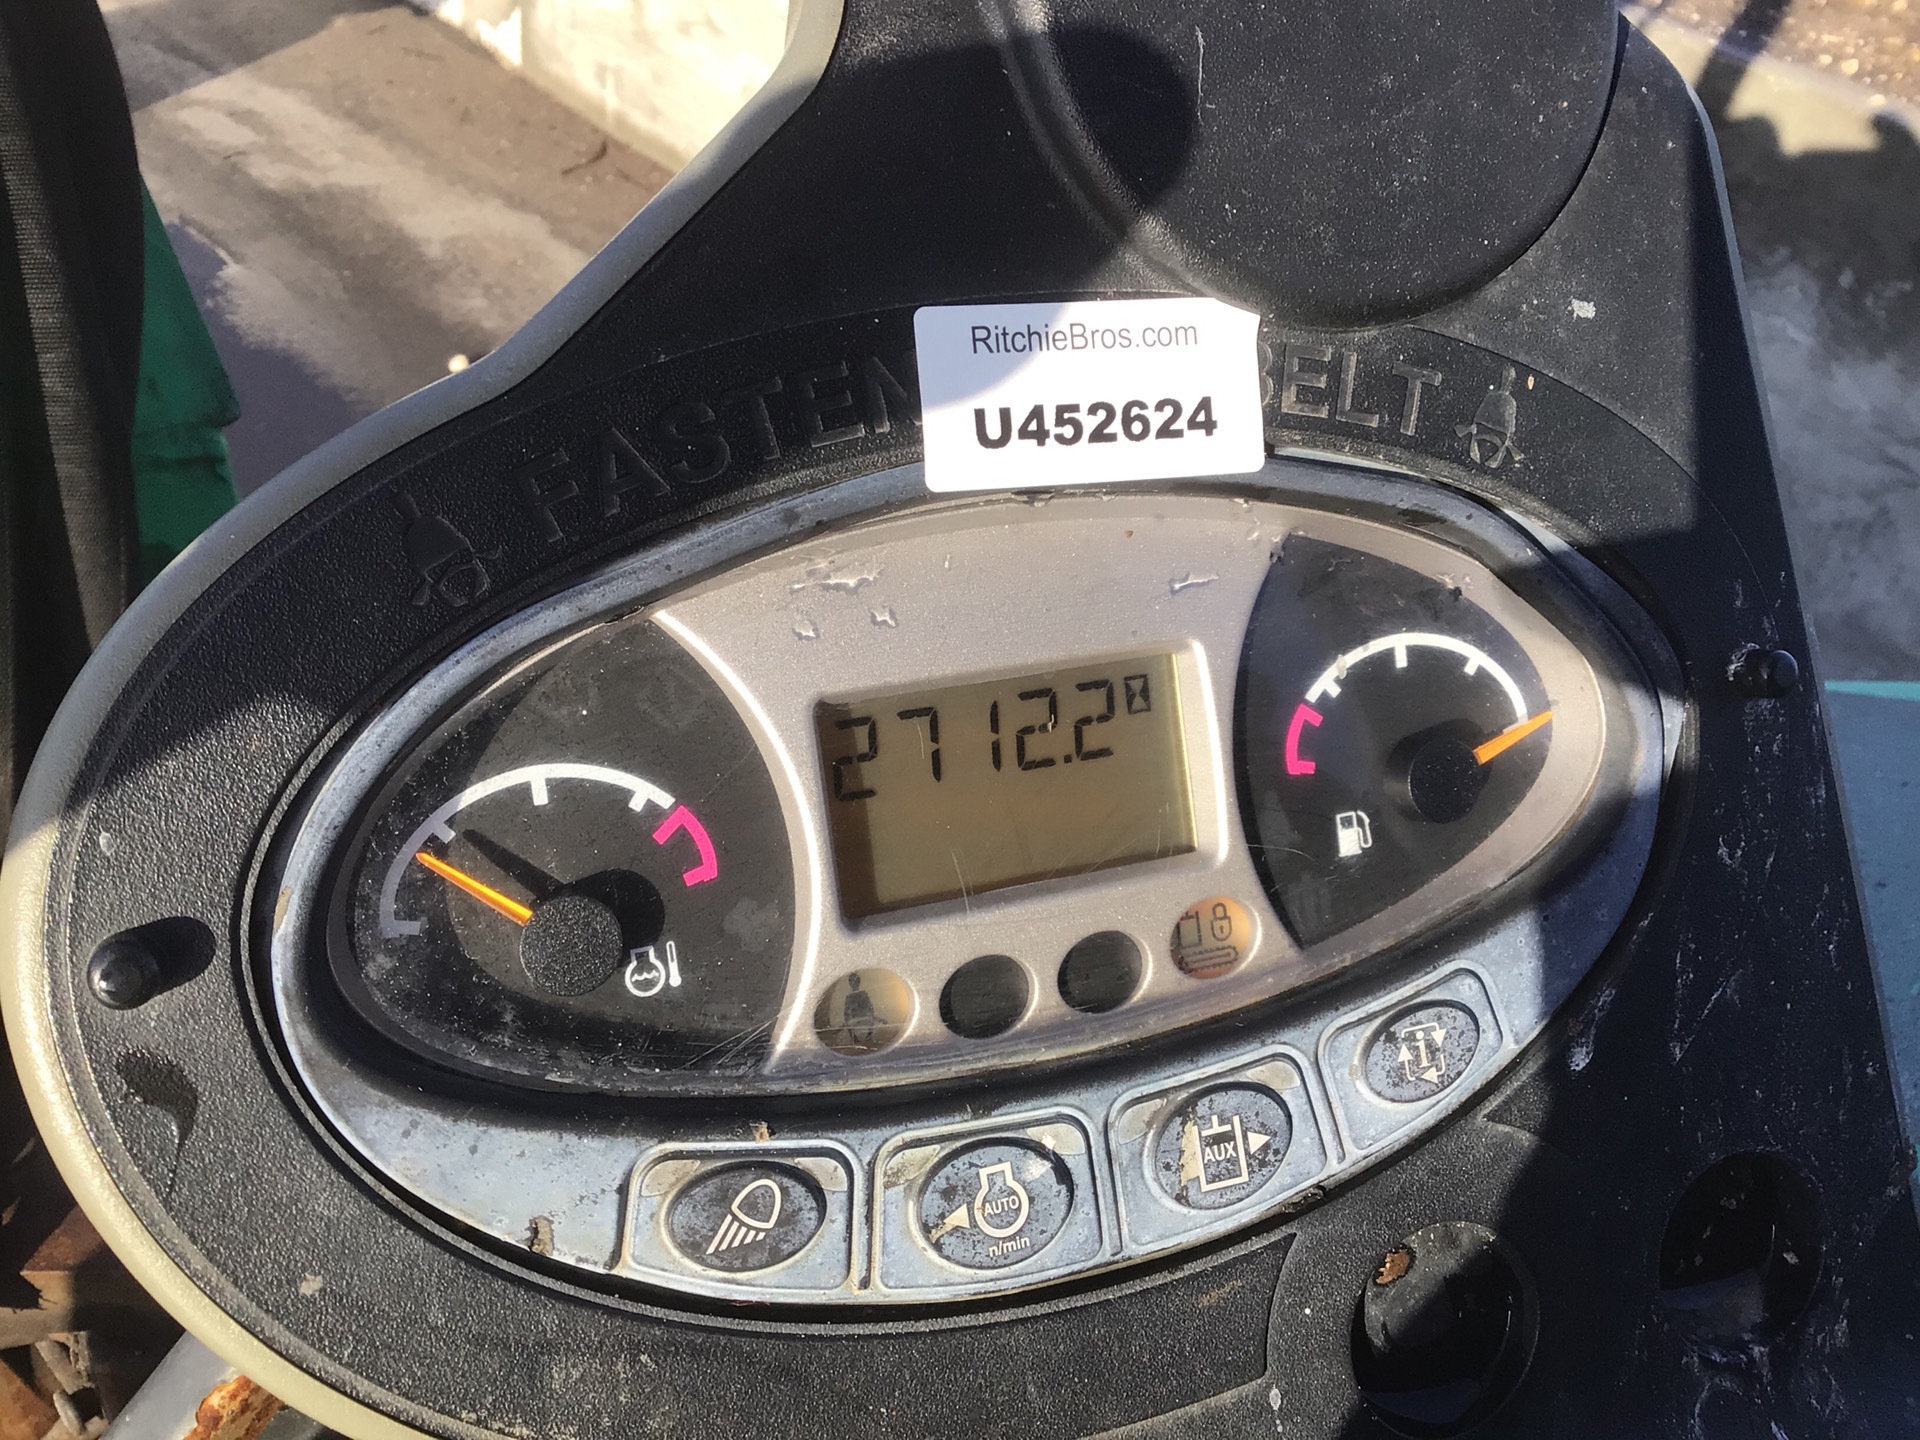 RitchieBros.com
U452624
FASTEN BELT
2712.2
AUTO
n/min
AUX
i